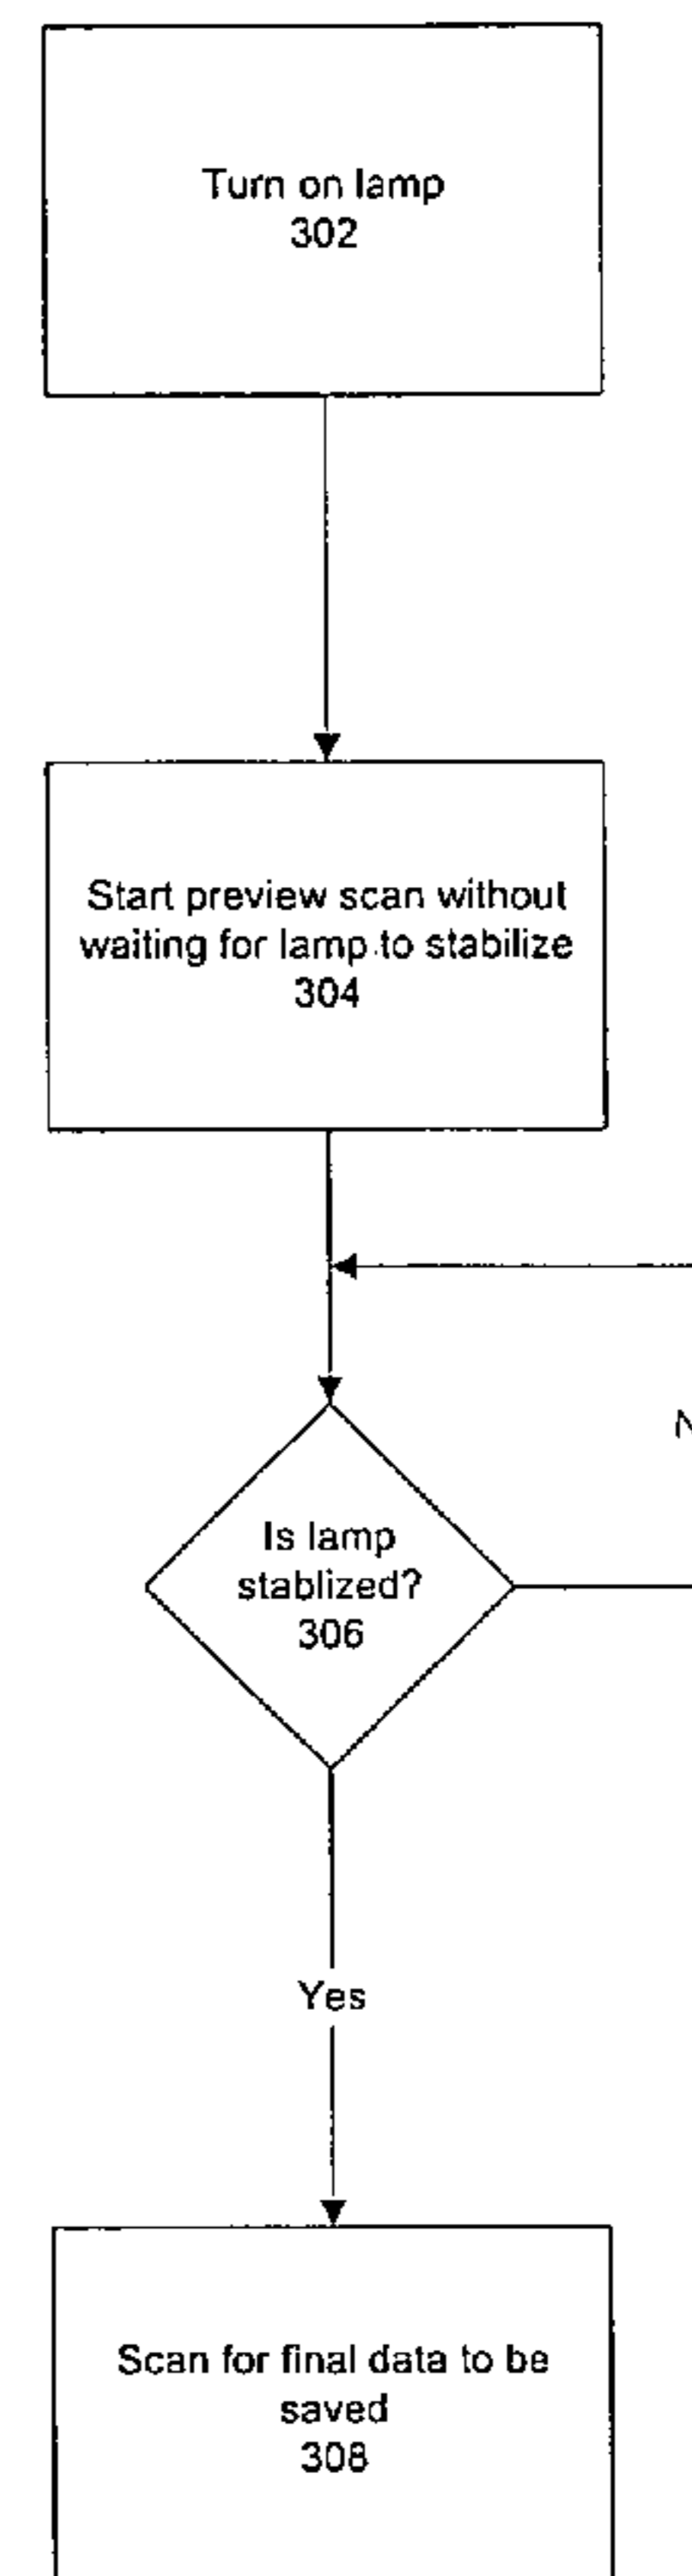 Turn on lamp
302
Start preview scan without
waiting for lamp to stabilize
304
Is lamp
stablized?
306
Yes
Scan for final data to be
saved
308